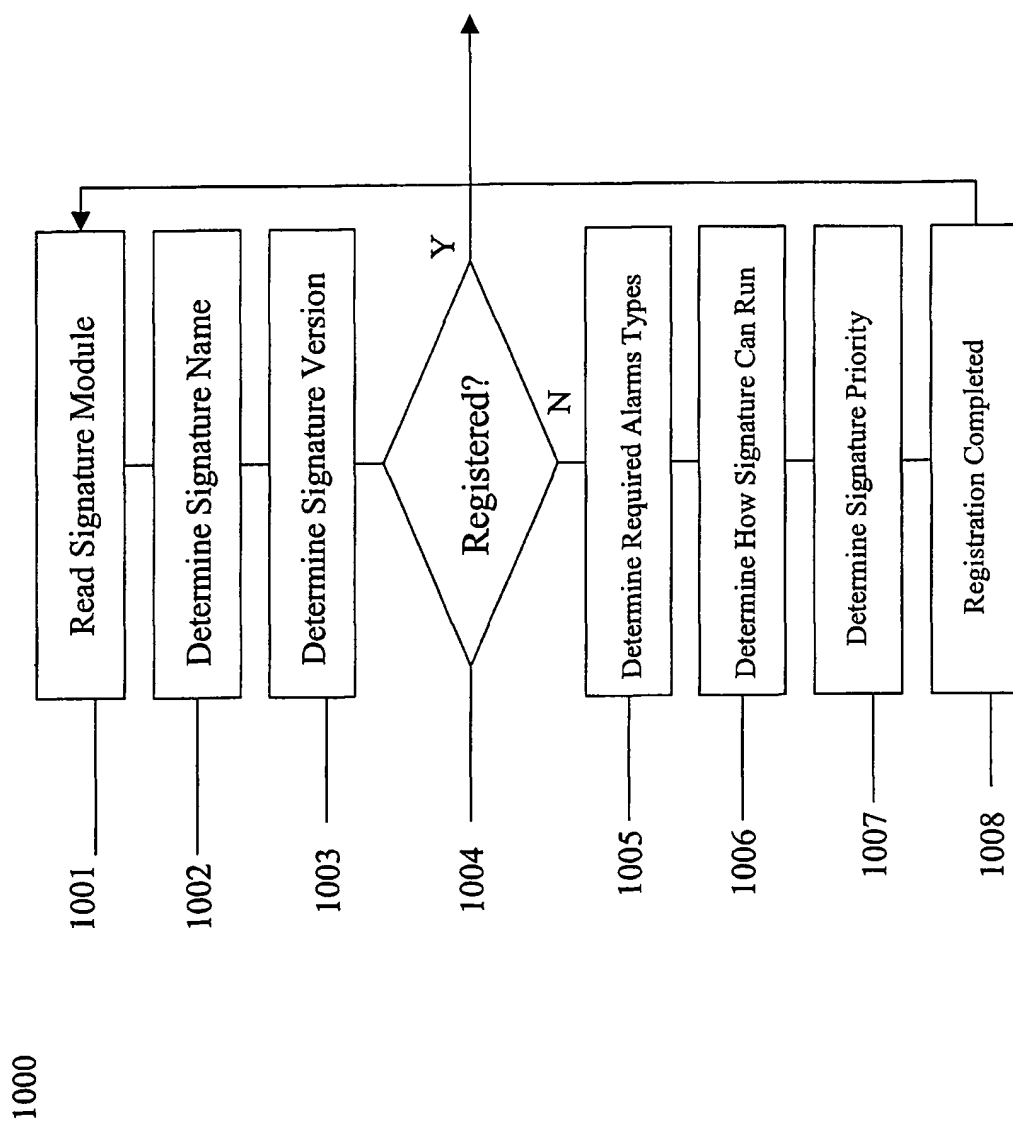 1000
1001
Read Signature Module
1002
Determine Signature Name
1003
Determine Signature Version
1004
Registered?
Y
N
1005
Determine Required Alarms Types
1006
Determine How Signature Can Run
1007
Determine Signature Priority
1008
Registration Completed